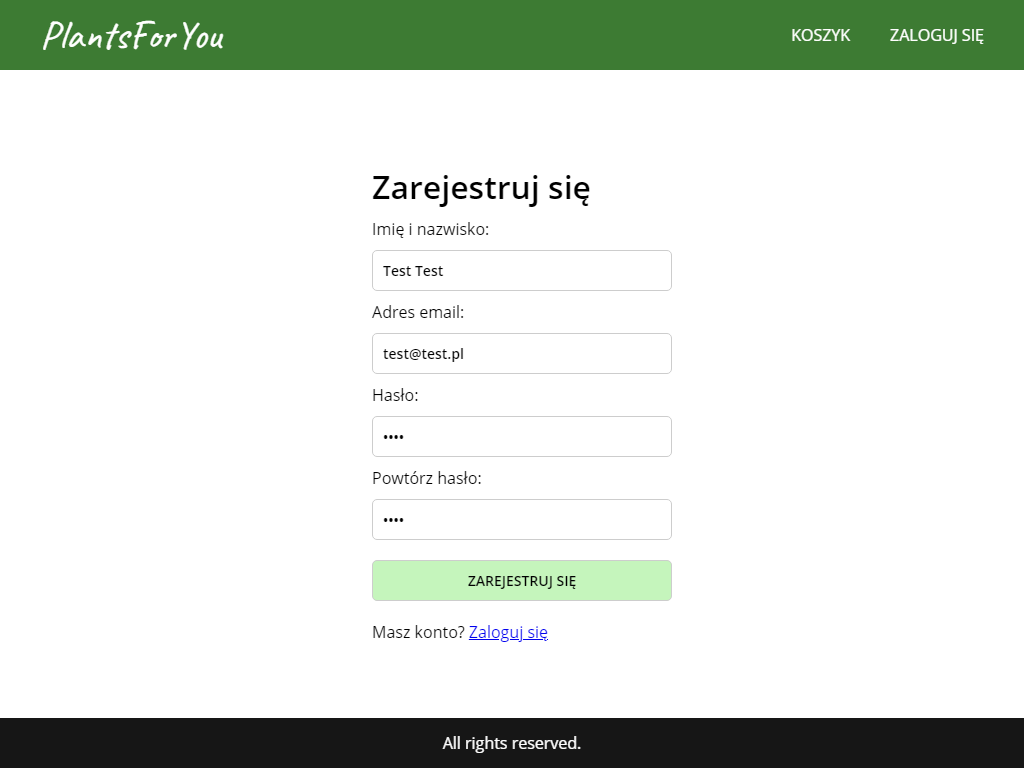 PlantsForYou
KOSZYK ZALOGUJ SIĘ
Zarejestruj się
Imię i nazwisko:
Test Test
Adres email:
test@test.pl
Hasło:
••••
Powtórz hasło:
••••
ZAREJESTRUJ SIĘ
Masz konto? Zaloguj się
All rights reserved.